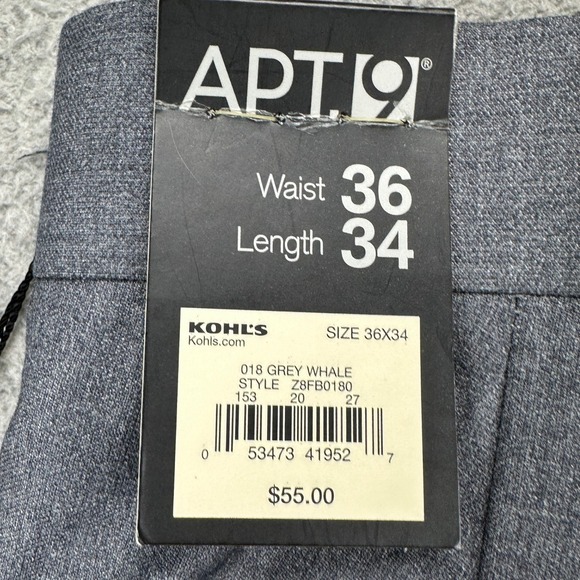 APT. 9®
Waist 36
Length 34
KOHL'S SIZE 36X34
Kohls.com
018 GREY WHALE
STYLE Z8FB0180
153 20 27
0 53473 41952 7
$55.00